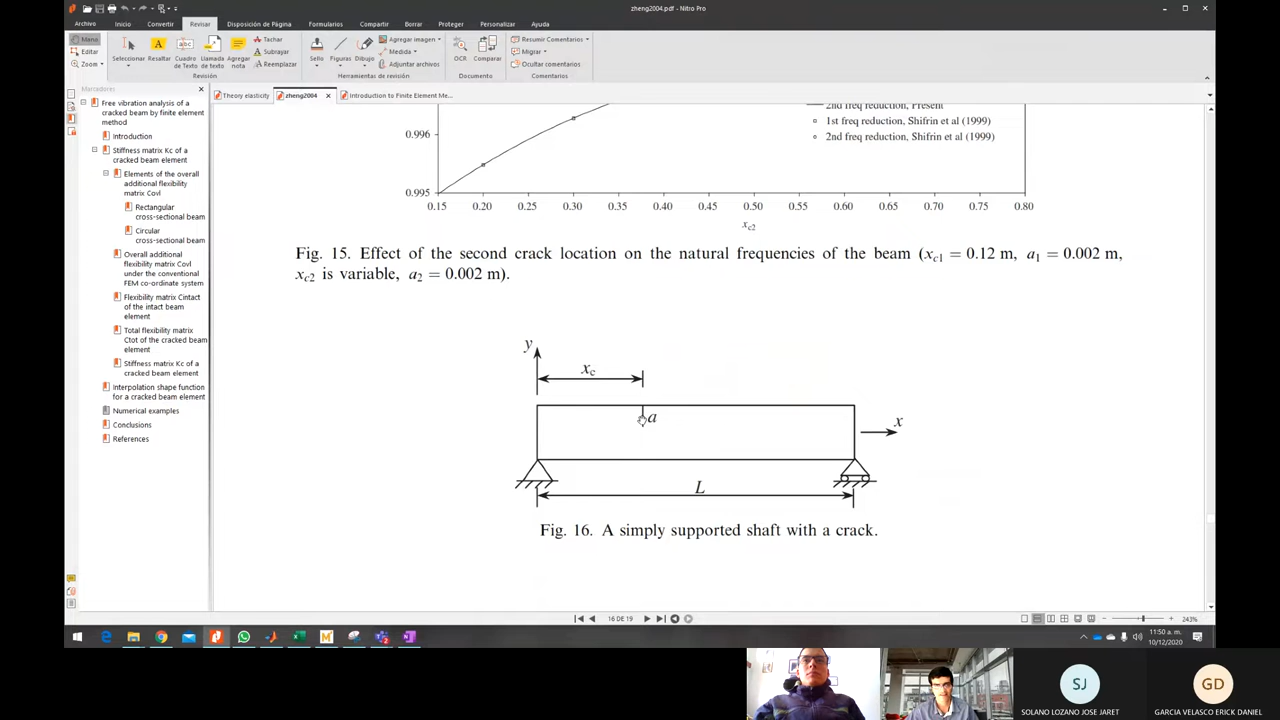 zheng2004.pdf - Nitro Pro
Archivo Inicio Convertir Revisar Disposición de Página Formularios Compartir Borrar Proteger Personalizar Ayuda
Mano
Editar
Zoom
Seleccionar
Resaltar
Cuadro de Texto
Llamada de texto
Agregar nota
Tachar
Subrayar
Reemplazar
Revisión
Sello
Figuras
Dibujo
Agregar imagen
Medida
Adjuntar archivos
Herramientas de revisión
OCR
Comparar
Documento
Resumir Comentarios
Migrar
Ocultar comentarios
Comentarios
Marcadores
Theory elasticity
zheng2004
Introduction to Finite Element Me...
Free vibration analysis of a
cracked beam by finite element
method
Introduction
Stiffness matrix Kc of a
cracked beam element
Elements of the overall
additional flexibility
matrix Covl
Rectangular
cross-sectional beam
Circular
cross-sectional beam
Overall additional
flexibility matrix Covl
under the conventional
FEM co-ordinate system
Flexibility matrix Cintact
of the intact beam
element
Total flexibility matrix
Ctot of the cracked beam
element
Stiffness matrix Kc of a
cracked beam element
Interpolation shape function
for a cracked beam element
Numerical examples
Conclusions
References
2nd freq reduction, Present
1st freq reduction, Shifrin et al (1999)
2nd freq reduction, Shifrin et al (1999)
0.996
0.995
0.15 0.20 0.30 0.40 0.45 0.50 0.55 0.60 0.65 0.70 0.75 0.80
xc2
Fig. 15. Effect of the second crack location on the natural frequencies of the beam (xc1 = 0.12 m, a1 = 0.002 m,
xc2 is variable, a2 = 0.002 m).
y
xc
a
x
L
Fig. 16. A simply supported shaft with a crack.
16 DE 19
243%
11:50 a. m.
10/12/2020
SJ
SOLANO LOZANO JOSE JARET
GD
GARCIA VELASCO ERICK DANIEL